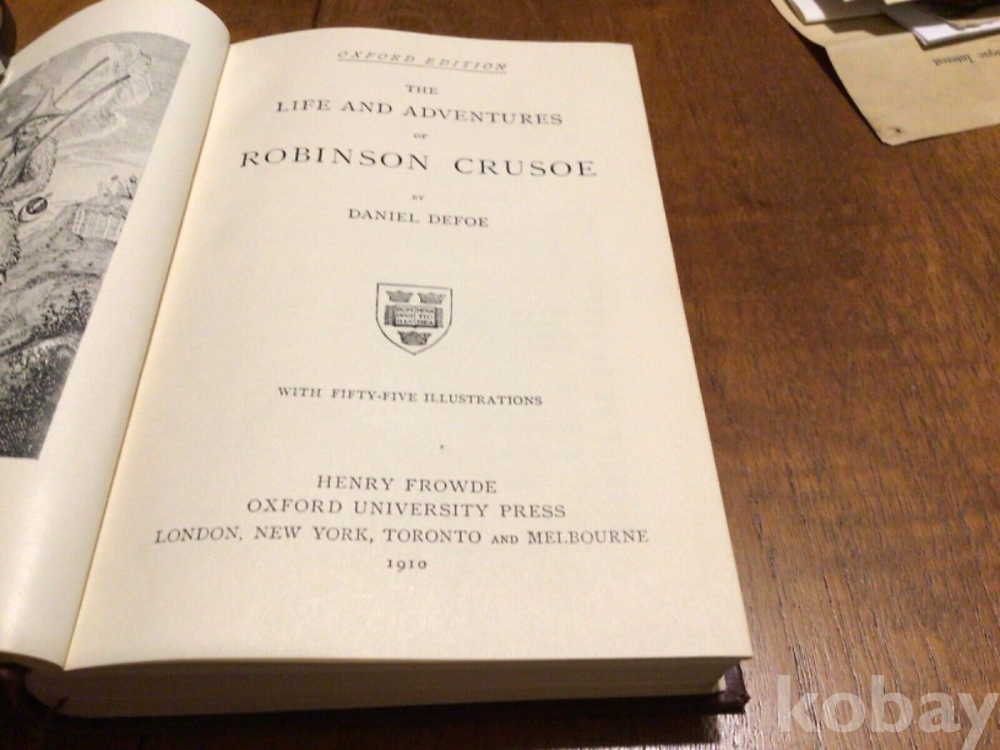 OXFORD EDITION
THE
LIFE AND ADVENTURES
OF
ROBINSON CRUSOE
BY
DANIEL DEFOE
WITH FIFTY-FIVE ILLUSTRATIONS
HENRY FROWDE
OXFORD UNIVERSITY PRESS
LONDON, NEW YORK, TORONTO AND MELBOURNE
1910
Interest
kobay